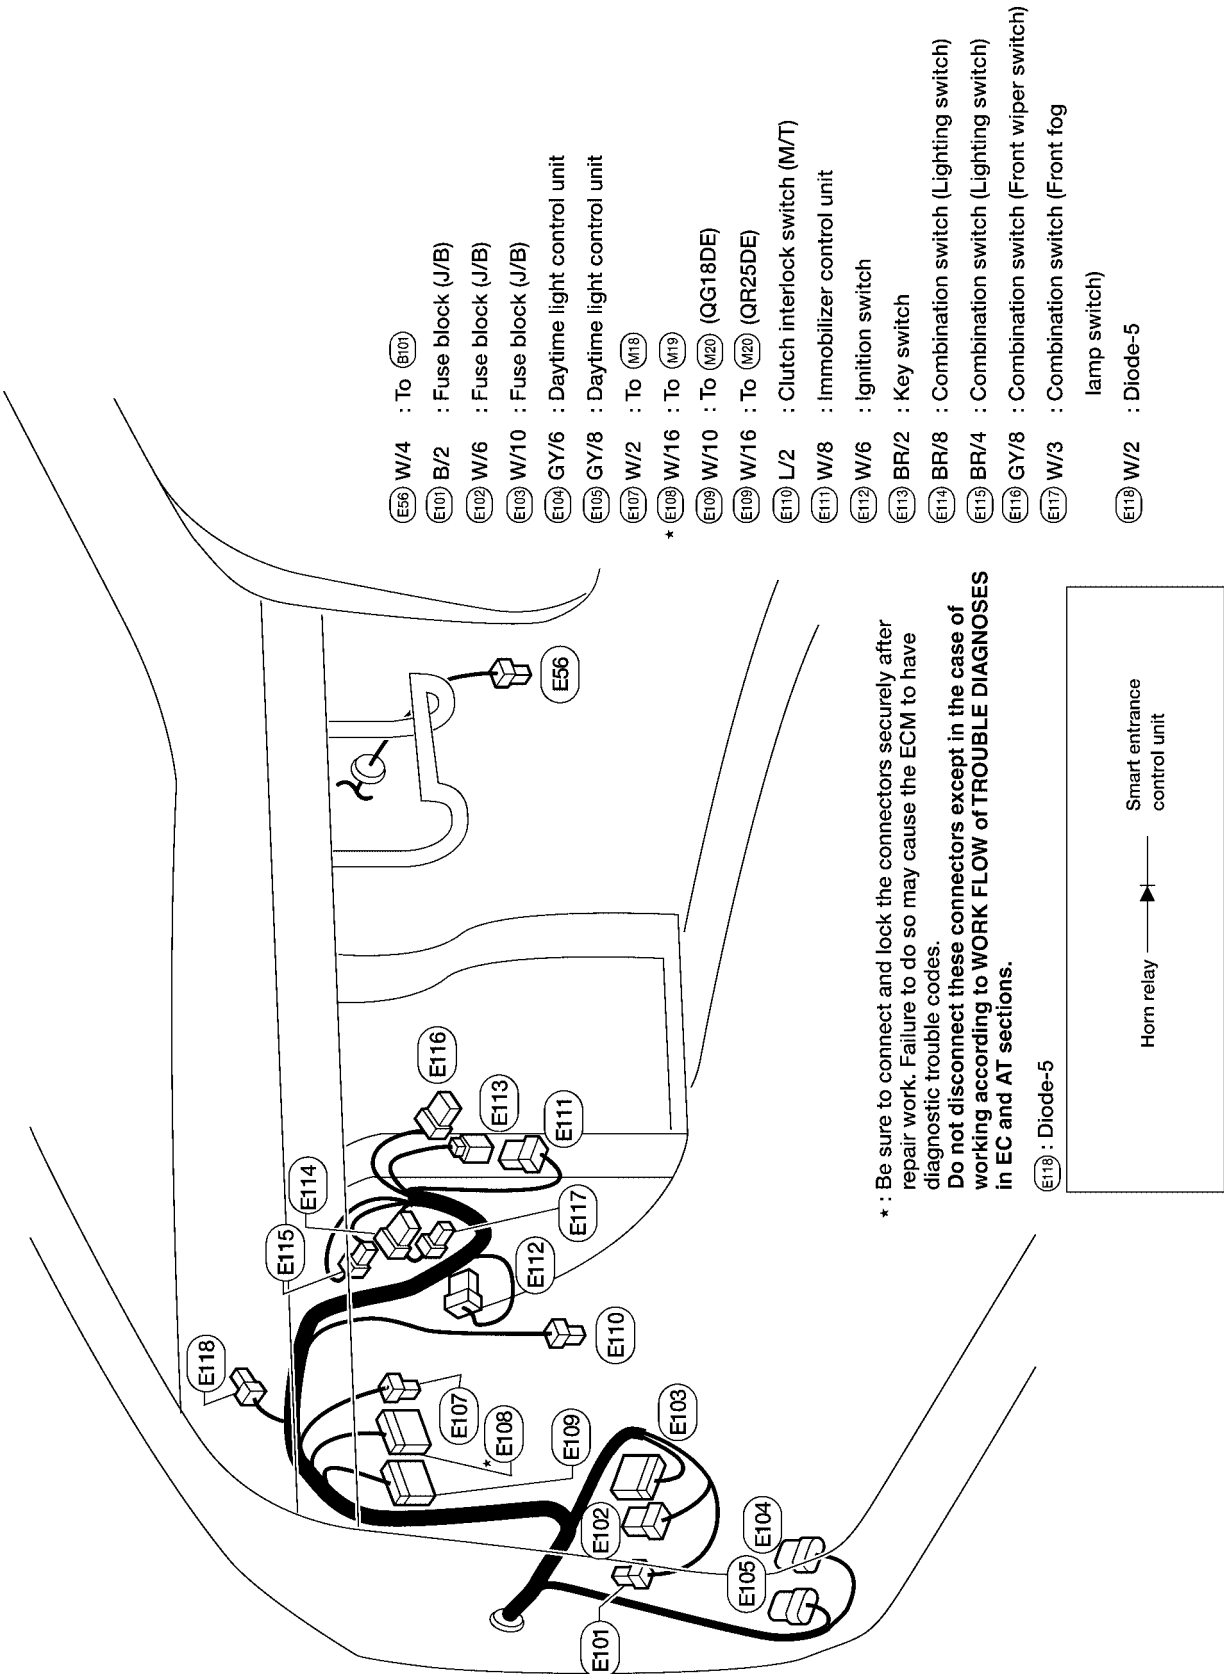 E118
E115
E114
E116
E113
E111
E117
E112
E110
E107
* E108
E109
E103
E102
E101
E105
E104
E56
E56 W/4 : To B101
E101 B/2 : Fuse block (J/B)
E102 W/6 : Fuse block (J/B)
E103 W/10 : Fuse block (J/B)
E104 GY/6 : Daytime light control unit
E105 GY/8 : Daytime light control unit
E107 W/2 : To M18
* E108 W/16 : To M19
E109 W/10 : To M20 (QG18DE)
E109 W/16 : To M20 (QR25DE)
E110 L/2 : Clutch interlock switch (M/T)
E111 W/8 : Immobilizer control unit
E112 W/6 : Ignition switch
E113 BR/2 : Key switch
E114 BR/8 : Combination switch (Lighting switch)
E115 BR/4 : Combination switch (Lighting switch)
E116 GY/8 : Combination switch (Front wiper switch)
E117 W/3 : Combination switch (Front fog
lamp switch)
E118 W/2 : Diode-5
* : Be sure to connect and lock the connectors securely after
repair work. Failure to do so may cause the ECM to have
diagnostic trouble codes.
Do not disconnect these connectors except in the case of
working according to WORK FLOW of TROUBLE DIAGNOSES
in EC and AT sections.
E118 : Diode-5
Horn relay
Smart entrance
control unit